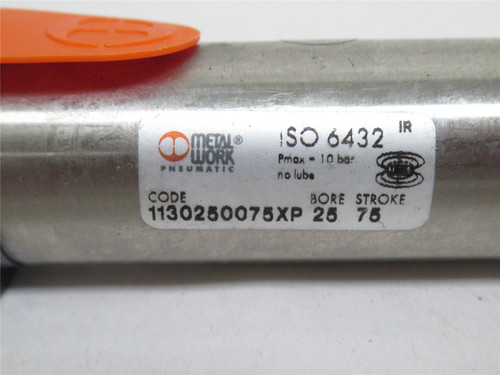 METAL®
WORK
PNEUMATIC
ISO 6432 IR
Pmax = 10 bar
no lube
CODE BORE STROKE
1130250075XP 25 75